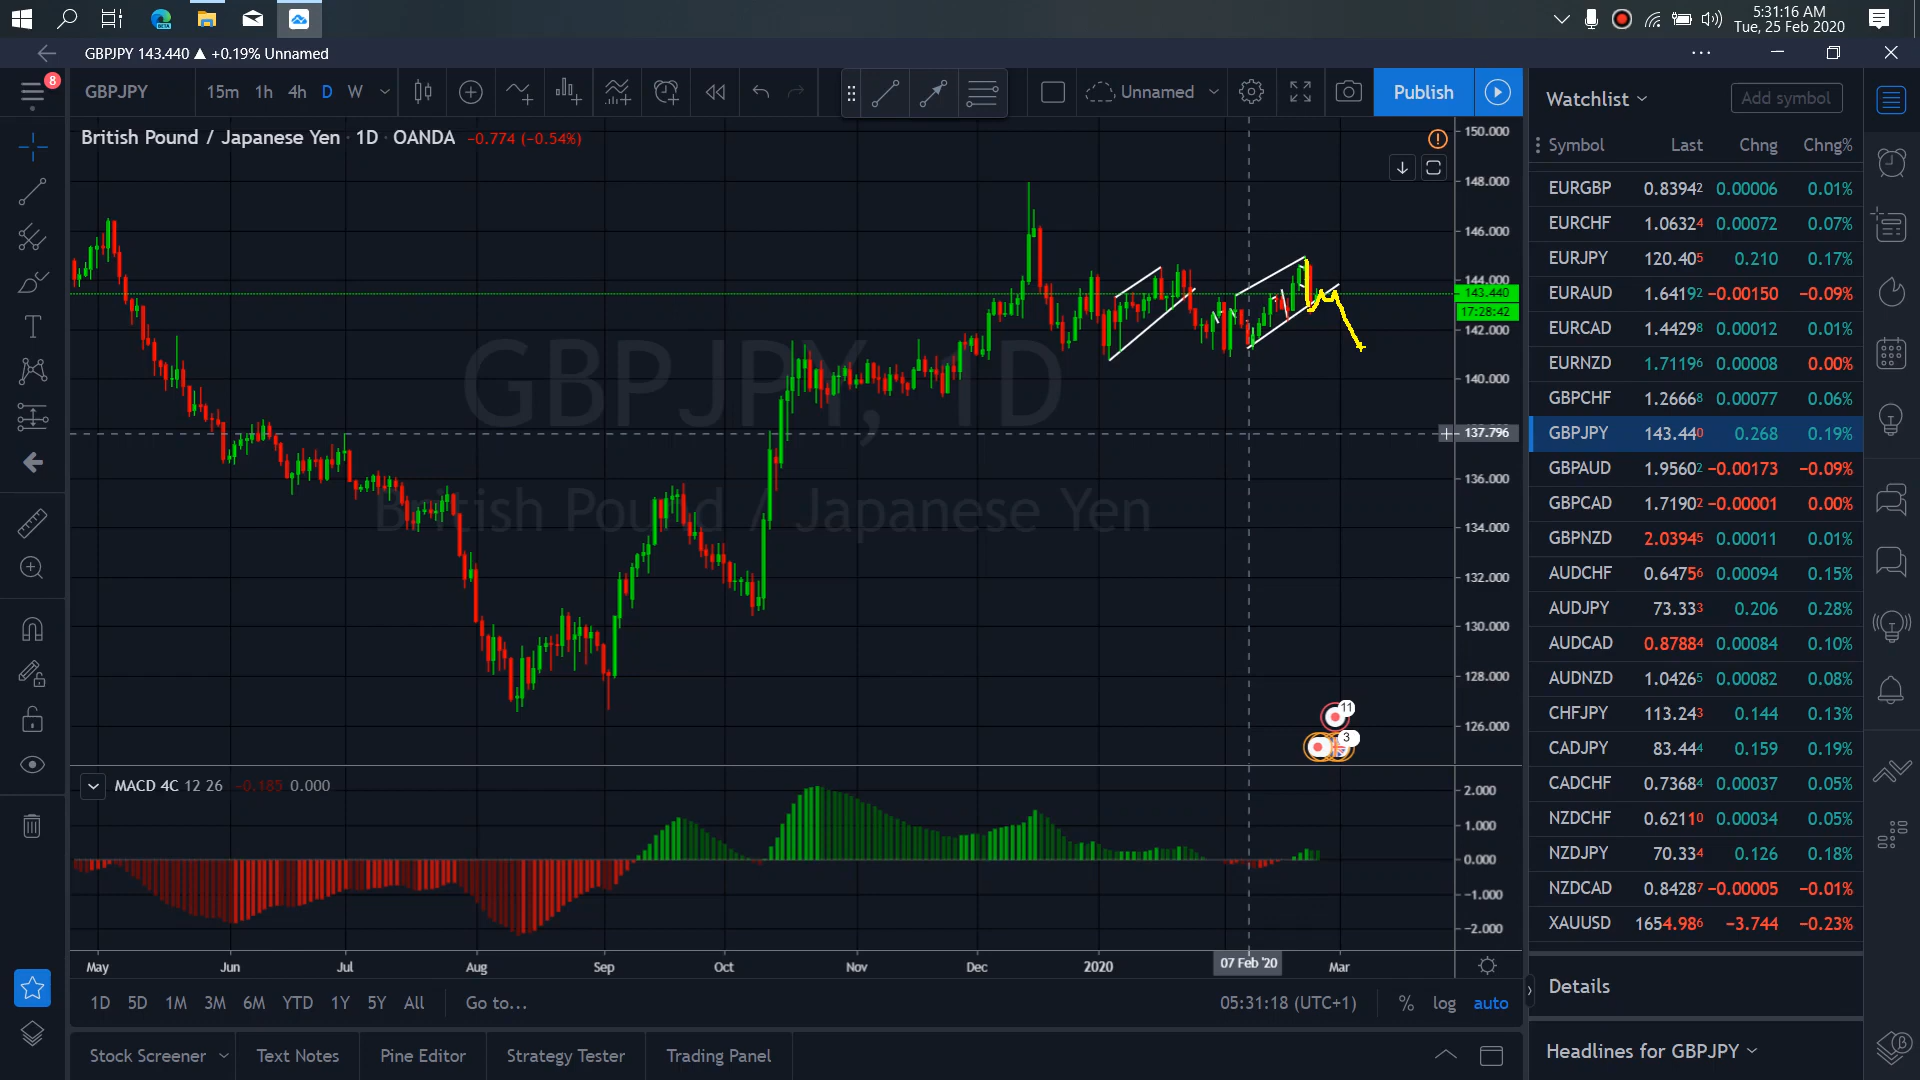 5:31:16 AM
Tue, 25 Feb 2020
GBPJPY 143.440 ▲ +0.19% Unnamed
8
GBPJPY 15m 1h 4h D W Unnamed Publish
British Pound / Japanese Yen · 1D · OANDA −0.774 (−0.54%)
GBPJPY, 1D
British Pound / Japanese Yen
150.000
148.000
146.000
144.000
143.440
17:28:42
142.000
140.000
137.796
136.000
134.000
132.000
130.000
128.000
126.000
11
3
MACD 4C 12 26 −0.185 0.000
2.000
1.000
0.000
−1.000
−2.000
May Jun Jul Aug Sep Oct Nov Dec 2020 07 Feb '20 Mar
1D 5D 1M 3M 6M YTD 1Y 5Y All Go to... 05:31:18 (UTC+1) % log auto
Stock Screener Text Notes Pine Editor Strategy Tester Trading Panel
Watchlist Add symbol
Symbol Last Chng Chng%
EURGBP 0.83942 0.00006 0.01%
EURCHF 1.06324 0.00072 0.07%
EURJPY 120.405 0.210 0.17%
EURAUD 1.64192 −0.00150 −0.09%
EURCAD 1.44298 0.00012 0.01%
EURNZD 1.71196 0.00008 0.00%
GBPCHF 1.26668 0.00077 0.06%
GBPJPY 143.440 0.268 0.19%
GBPAUD 1.95602 −0.00173 −0.09%
GBPCAD 1.71902 −0.00001 0.00%
GBPNZD 2.03945 0.00011 0.01%
AUDCHF 0.64756 0.00094 0.15%
AUDJPY 73.333 0.206 0.28%
AUDCAD 0.87884 0.00084 0.10%
AUDNZD 1.04265 0.00082 0.08%
CHFJPY 113.243 0.144 0.13%
CADJPY 83.444 0.159 0.19%
CADCHF 0.73684 0.00037 0.05%
NZDCHF 0.62110 0.00034 0.05%
NZDJPY 70.334 0.126 0.18%
NZDCAD 0.84287 −0.00005 −0.01%
XAUUSD 1654.986 −3.744 −0.23%
Details
Headlines for GBPJPY